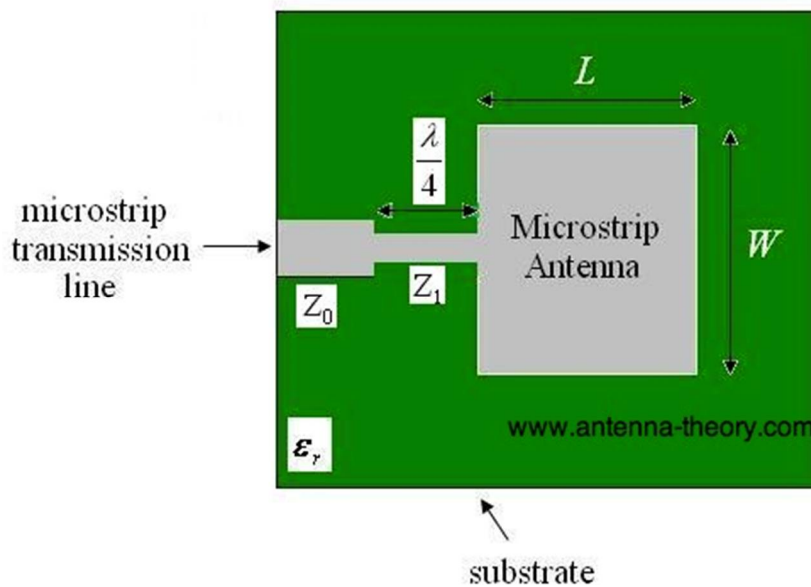 L
λ
4
microstrip
transmission
line
Microstrip
Antenna
W
Z₀
Z₁
www.antenna-theory.com
εᵣ
substrate